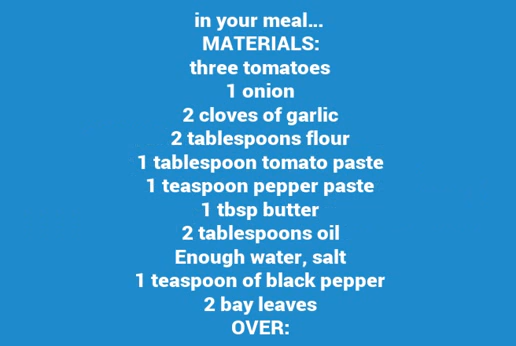 in your meal...
MATERIALS:
three tomatoes
1 onion
2 cloves of garlic
2 tablespoons flour
1 tablespoon tomato paste
1 teaspoon pepper paste
1 tbsp butter
2 tablespoons oil
Enough water, salt
1 teaspoon of black pepper
2 bay leaves
OVER: